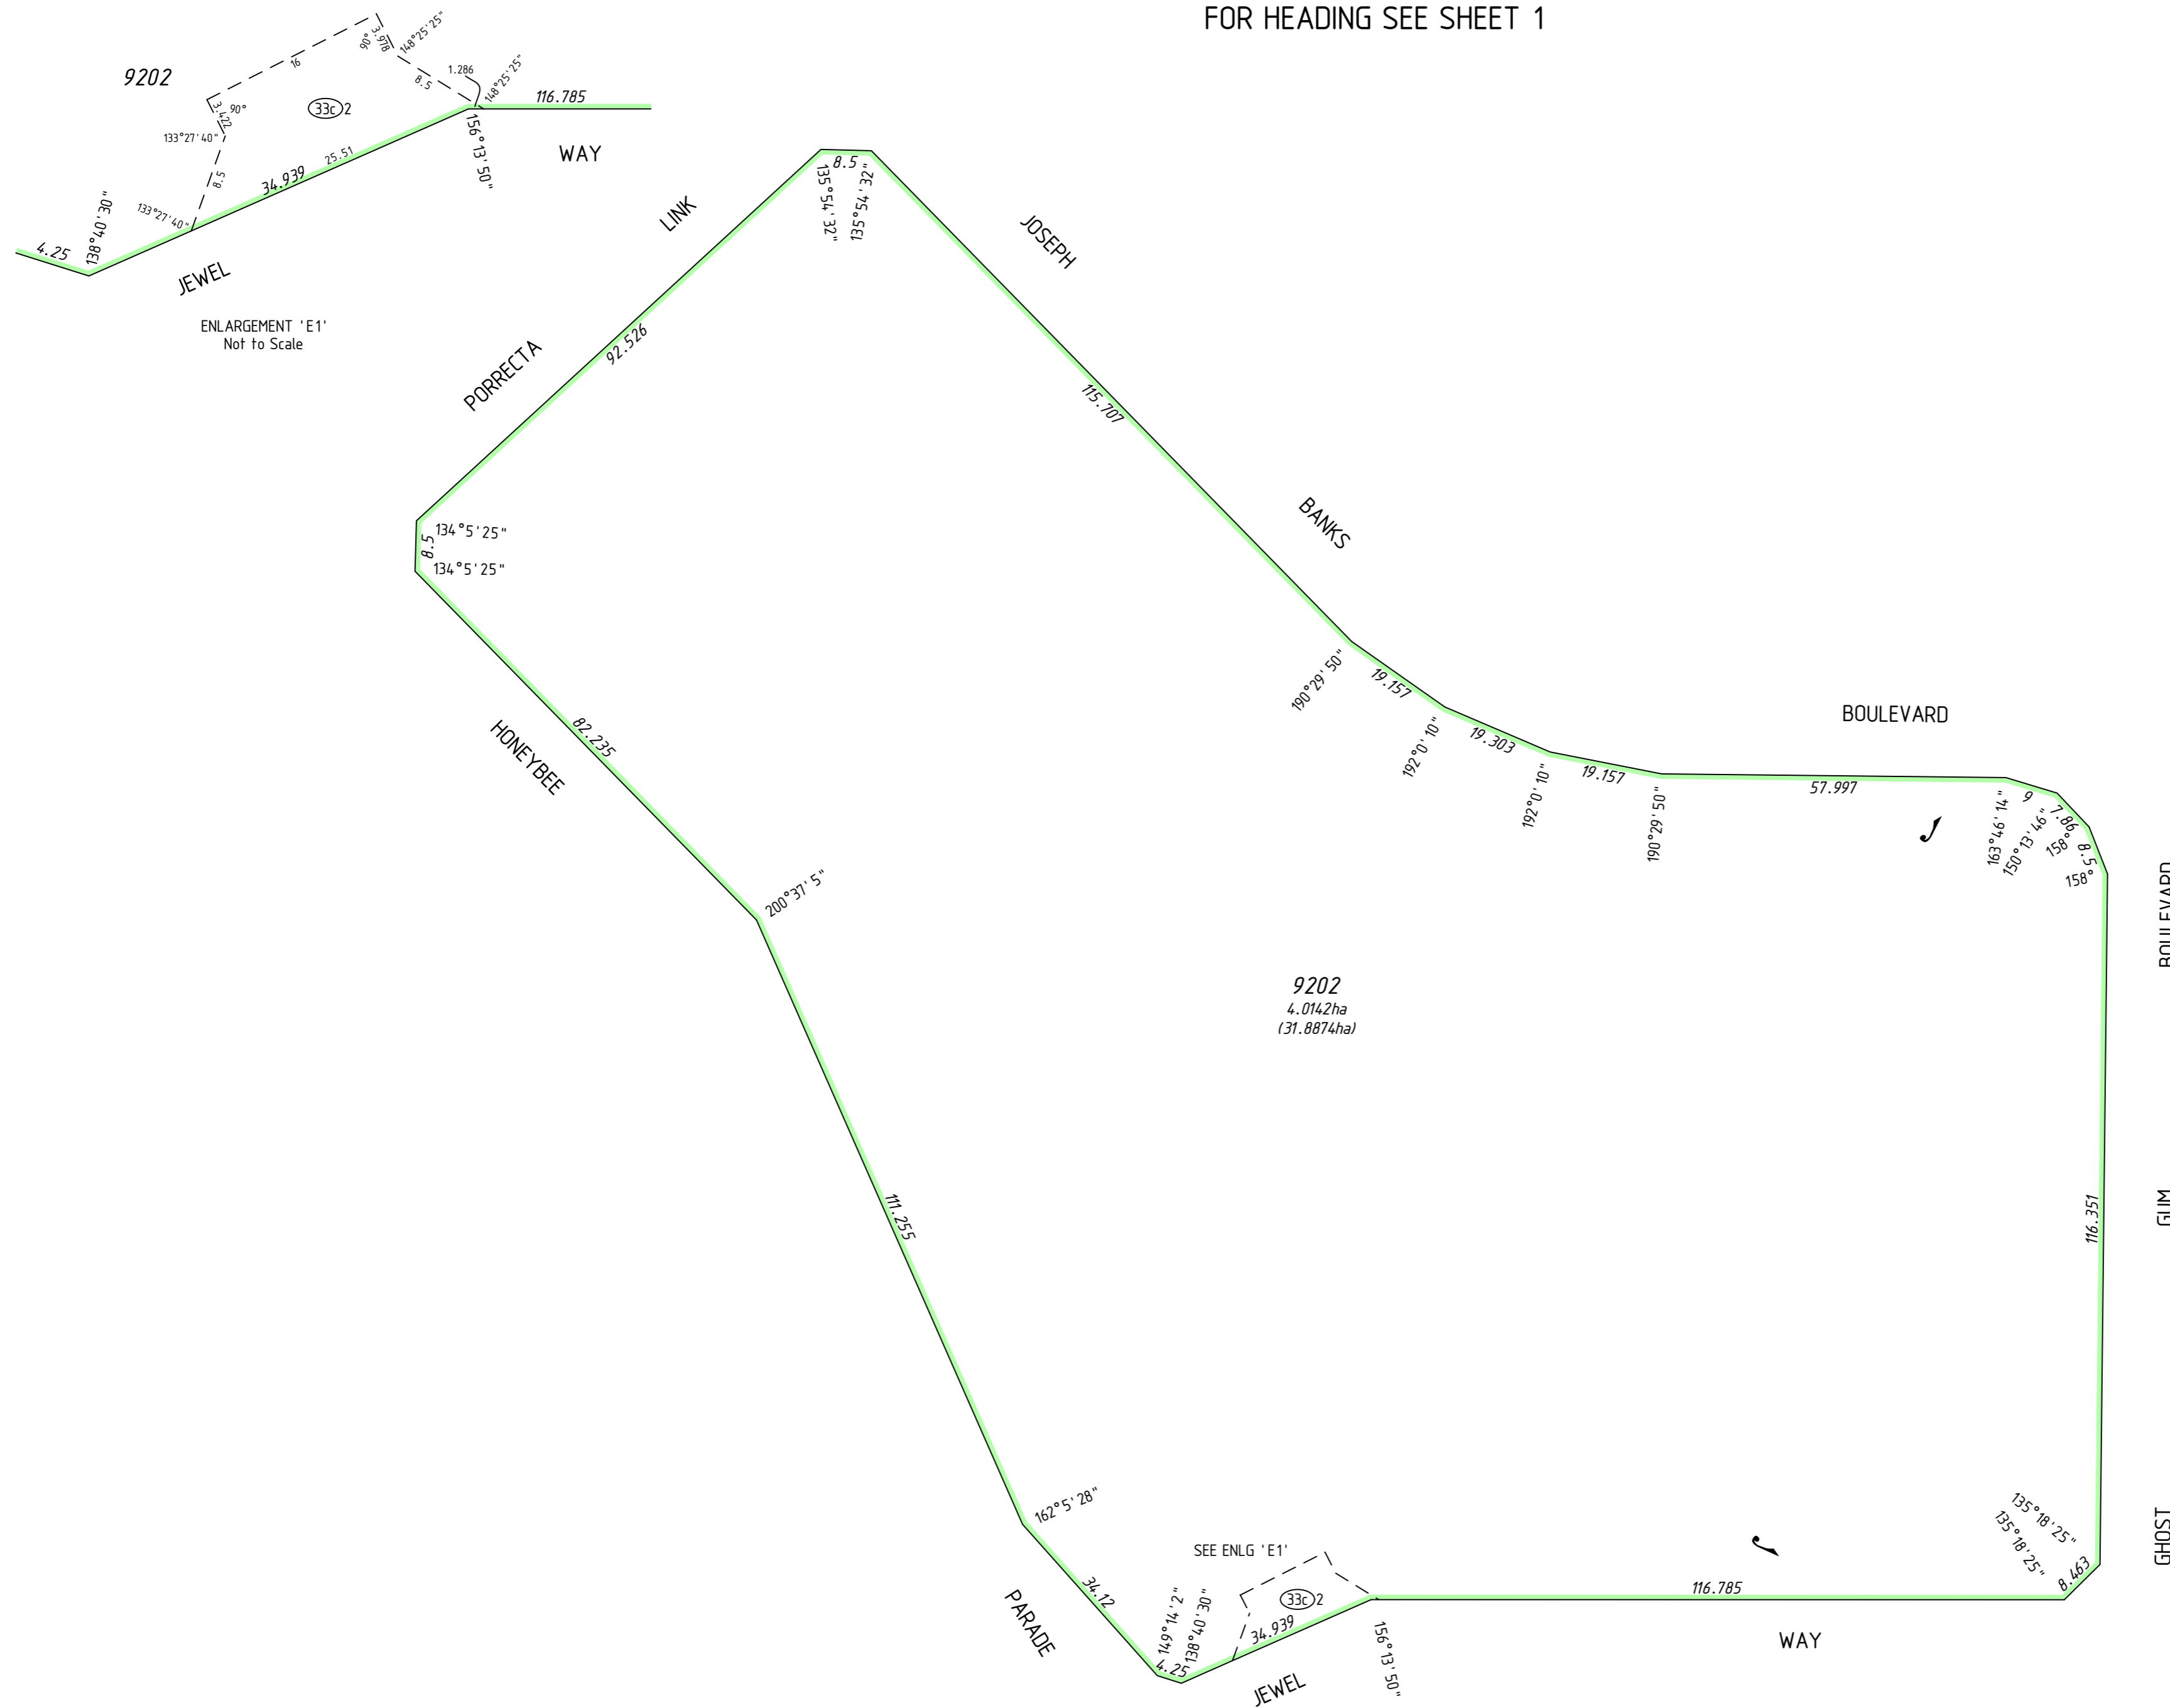 FOR HEADING SEE SHEET 1
9202
16
90°
3.978
148°25'25"
8.5
1.286
148°25'25"
116.785
3.422
90°
33c 2
133°27'40"
8.5
25.51
34.939
133°27'40"
156°13'50"
WAY
4.25
138°40'30"
JEWEL
ENLARGEMENT 'E1'
Not to Scale
PORRECTA
LINK
92.526
8.5
135°54'32"
135°54'32"
JOSEPH
BANKS
BOULEVARD
115.707
134°5'25"
8.5
134°5'25"
HONEYBEE
82.235
200°37'5"
190°29'50"
19.157
192°0'10"
19.303
192°0'10"
19.157
190°29'50"
57.997
163°46'14"
9
150°13'46"
7.86
158°
8.5
158°
BOULEVARD
GUM
GHOST
9202
4.0142ha
(31.8874ha)
111.255
116.351
162°5'28"
34.12
PARADE
149°14'2"
138°40'30"
4.25
SEE ENLG 'E1'
33c 2
34.939
JEWEL
156°13'50"
116.785
WAY
135°18'25"
135°18'25"
8.463